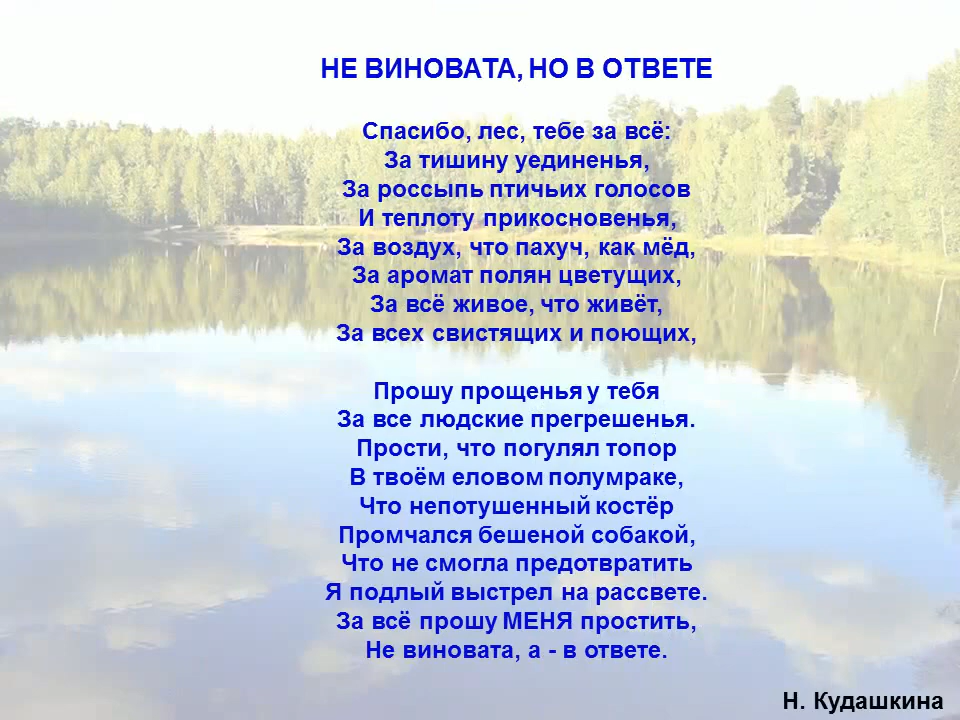 НЕ ВИНОВАТА, НО В ОТВЕТЕ
Спасибо, лес, тебе за всё:
За тишину уединенья,
За россыпь птичьих голосов
И теплоту прикосновенья,
За воздух, что пахуч, как мёд,
За аромат полян цветущих,
За всё живое, что живёт,
За всех свистящих и поющих,
Прошу прощенья у тебя
За все людские прегрешенья.
Прости, что погулял топор
В твоём еловом полумраке,
Что непотушенный костёр
Промчался бешеной собакой,
Что не смогла предотвратить
Я подлый выстрел на рассвете.
За всё прошу МЕНЯ простить,
Не виновата, а - в ответе.
Н. Кудашкина